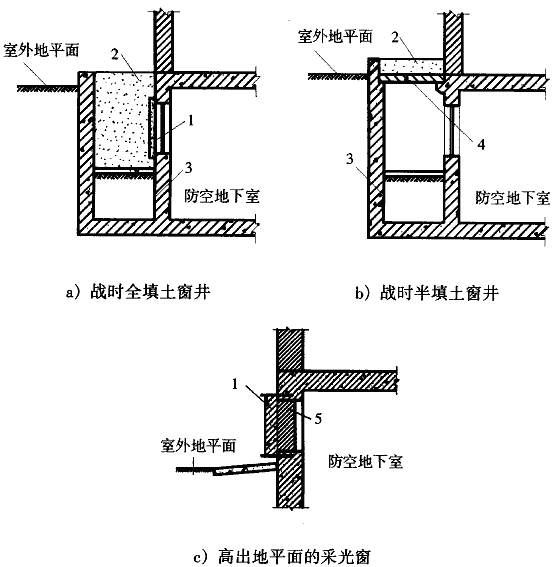 室外地平面
2
1
3
防空地下室
a）战时全填土窗井
室外地平面
2
4
3
防空地下室
b）战时半填土窗井
1
5
室外地平面
防空地下室
c）高出地平面的采光窗